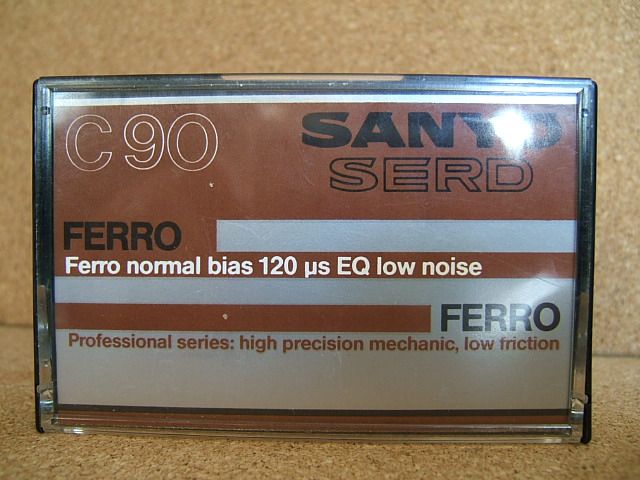 C90 SANYO
SERD
FERRO
Ferro normal bias 120 µs EQ low noise
FERRO
Professional series: high precision mechanic, low friction